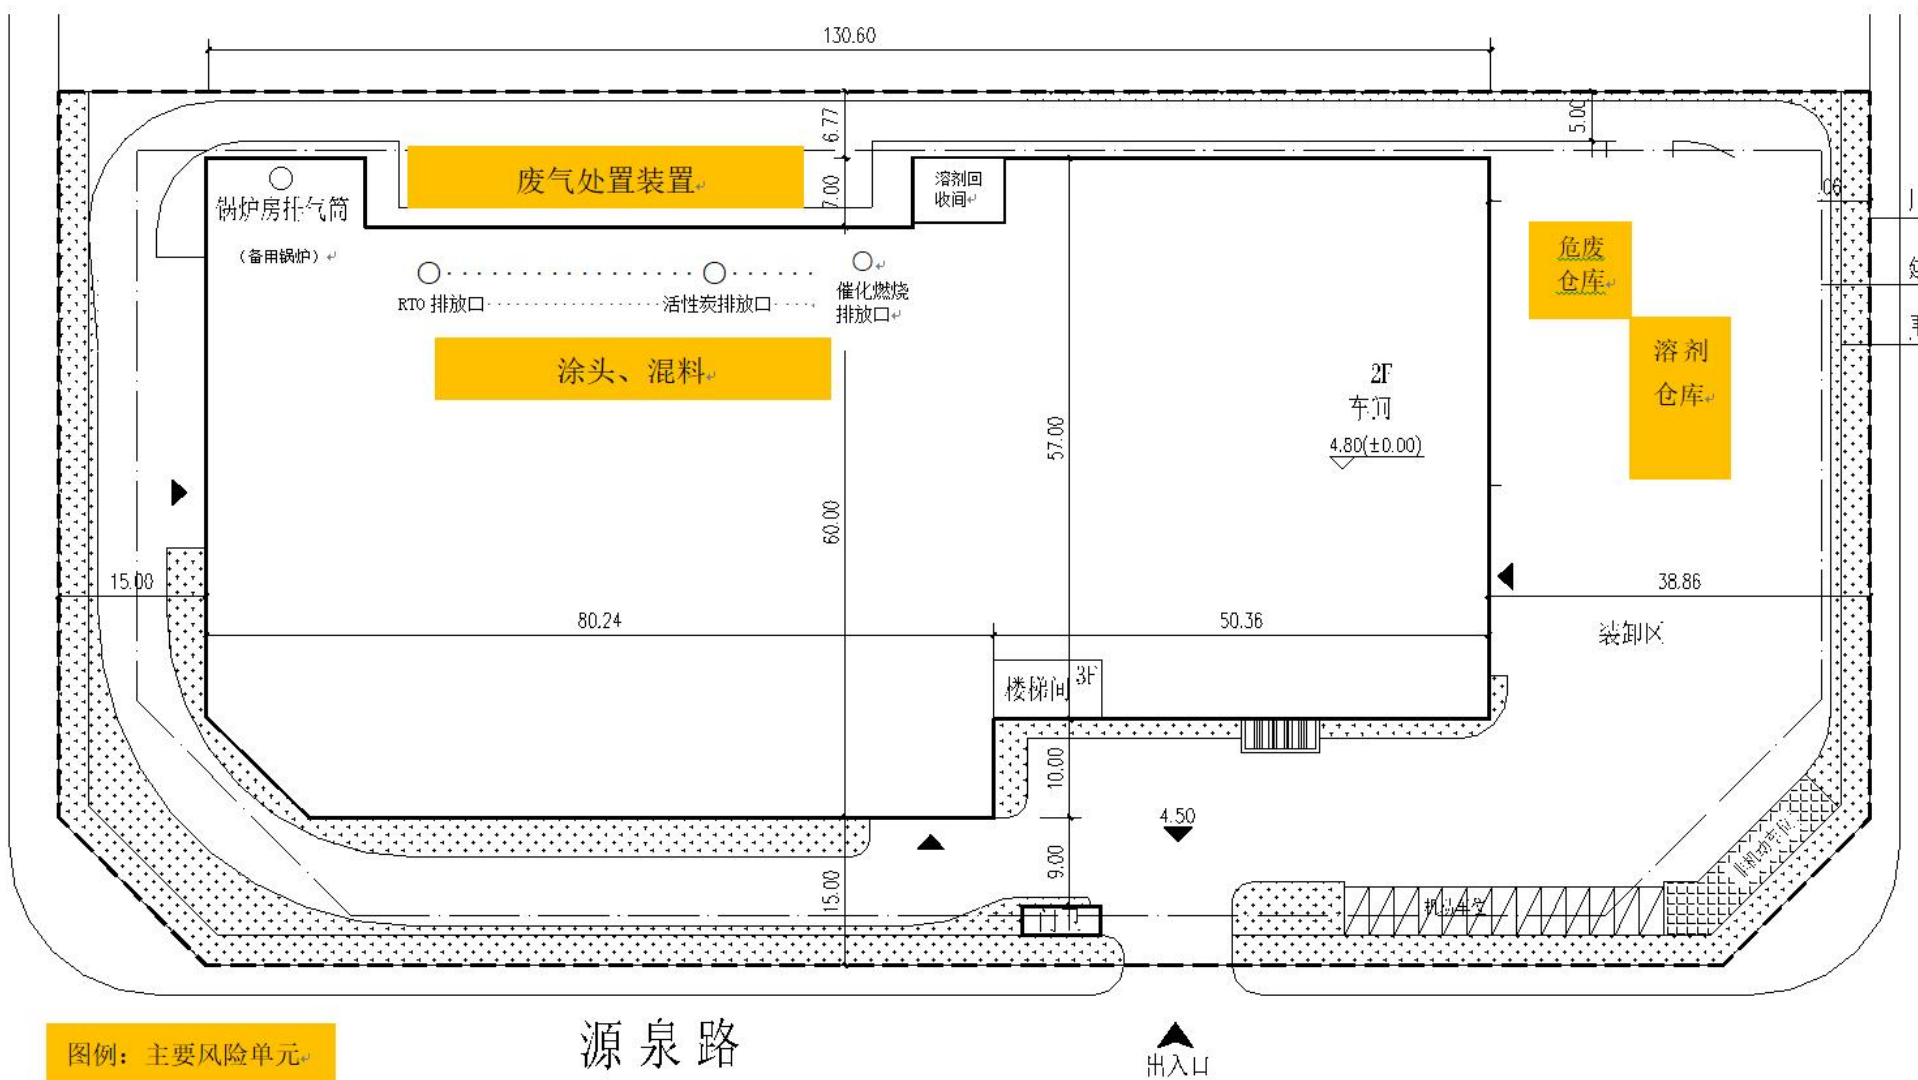 130.60
6.77
5.00
废气处置装置
7.00
溶剂回
收间
锅炉房排气筒
(备用锅炉)
危废
仓库
RTO 排放口
活性炭排放口
催化燃烧
排放口
涂头、混料
溶剂
仓库
2F
车间
4.80(±0.00)
57.00
60.00
15.00
38.86
80.24
50.36
装卸区
楼梯间
3F
10.00
4.50
9.00
15.00
非机动车位
机动车位
图例：主要风险单元
源泉路
出入口